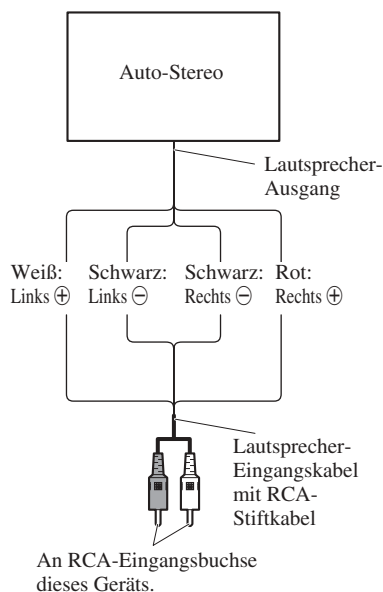 Auto-Stereo
Lautsprecher-
Ausgang
Weiß:
Links ⊕
Schwarz:
Links ⊖
Schwarz:
Rechts ⊖
Rot:
Rechts ⊕
Lautsprecher-
Eingangskabel
mit RCA-
Stiftkabel
An RCA-Eingangsbuchse
dieses Geräts.